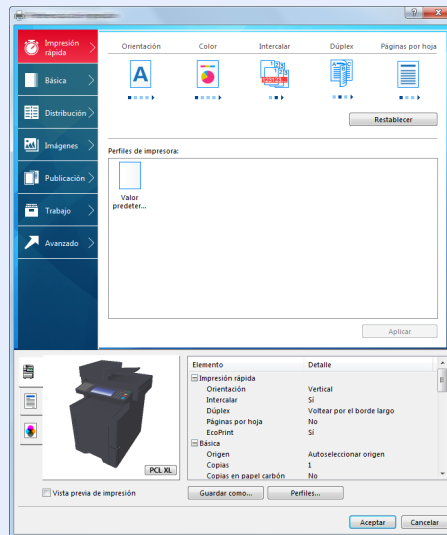 Impresión rápida
Básica
Distribución
Imágenes
Publicación
Trabajo
Avanzado
Orientación Color Intercalar Dúplex Páginas por hoja
A
123
123
123123
Restablecer
Perfiles de impresora:
Valor
predeter...
Aplicar
Elemento Detalle
Impresión rápida
Orientación Vertical
Intercalar Sí
Dúplex Voltear por el borde largo
Páginas por hoja No
EcoPrint Sí
Básica
Origen Autoseleccionar origen
Copias 1
Copias en papel carbón No
PCL XL
Vista previa de impresión
Guardar como... Perfiles...
Aceptar Cancelar